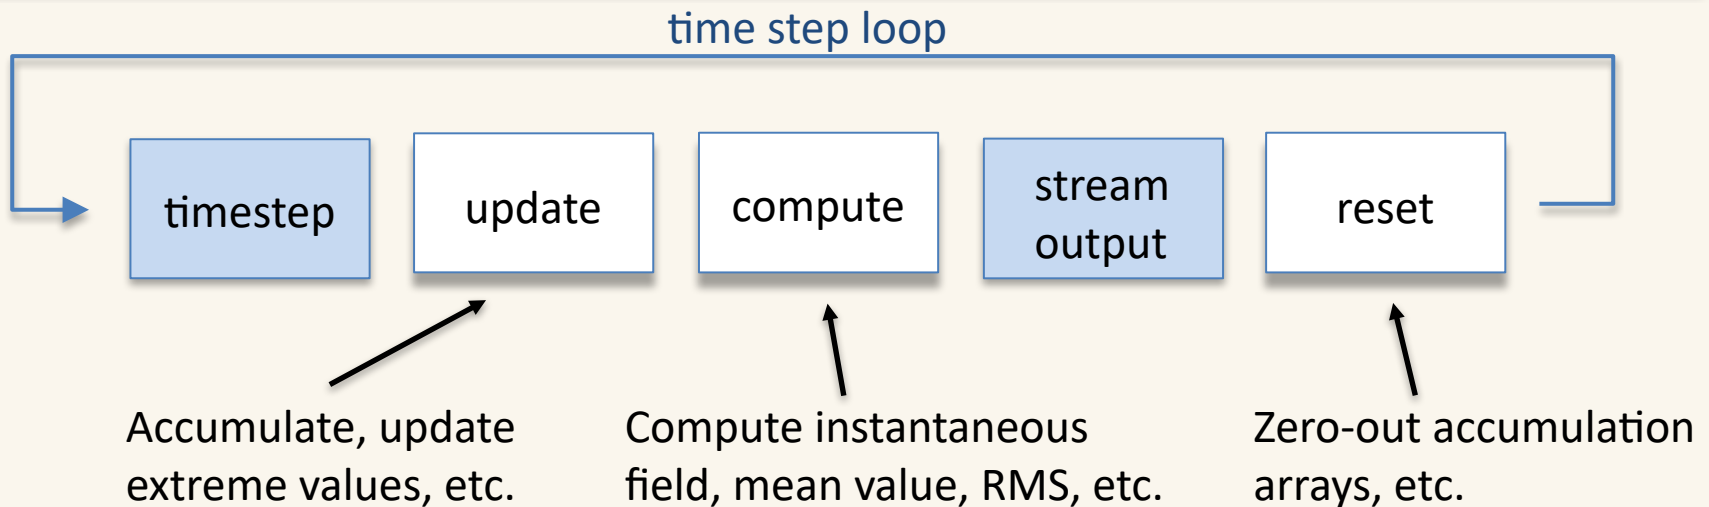 time step loop
timestep
update
compute
stream
output
reset
Accumulate, update
extreme values, etc.
Compute instantaneous
field, mean value, RMS, etc.
Zero-out accumulation
arrays, etc.